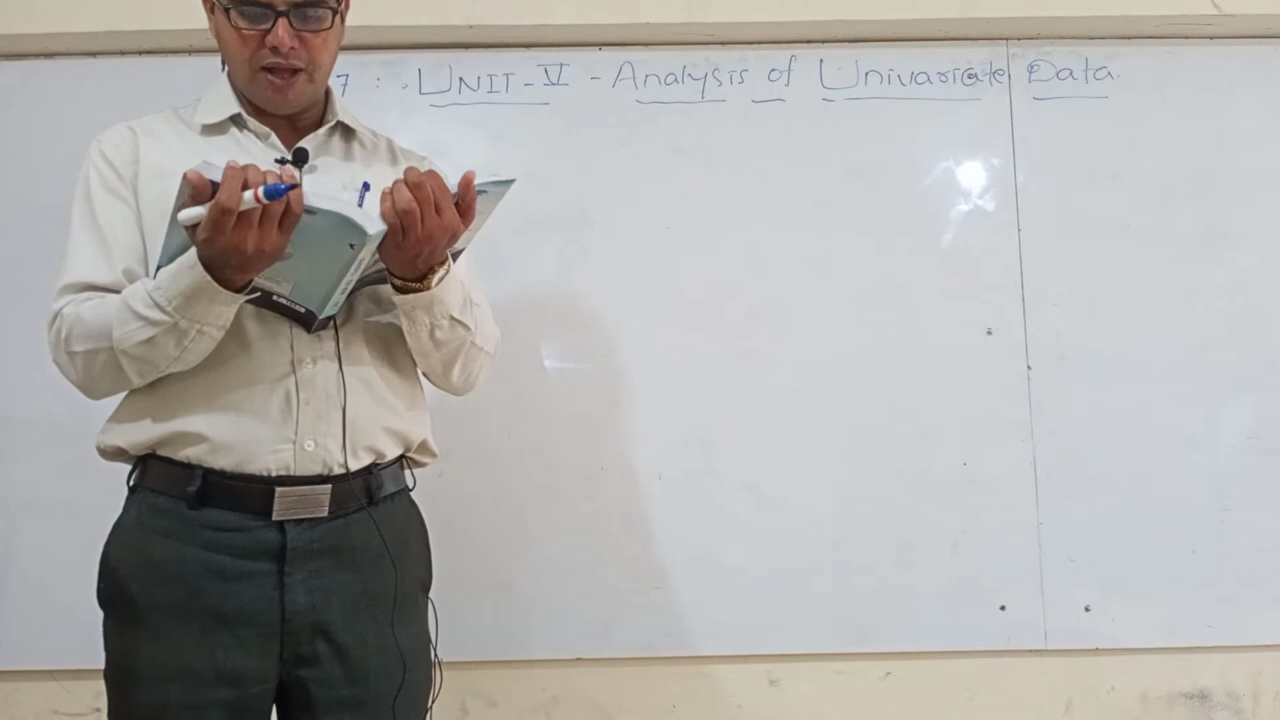 7 : . UNIT-V - Analysis of Univariate Data.